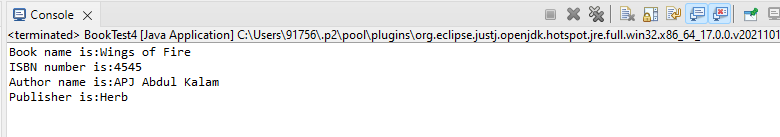 Console
<terminated> BookTest4 [Java Application] C:\Users\91756\.p2\pool\plugins\org.eclipse.justj.openjdk.hotspot.jre.full.win32.x86_64_17.0.0.v2021101
Book name is:Wings of Fire
ISBN number is:4545
Author name is:APJ Abdul Kalam
Publisher is:Herb